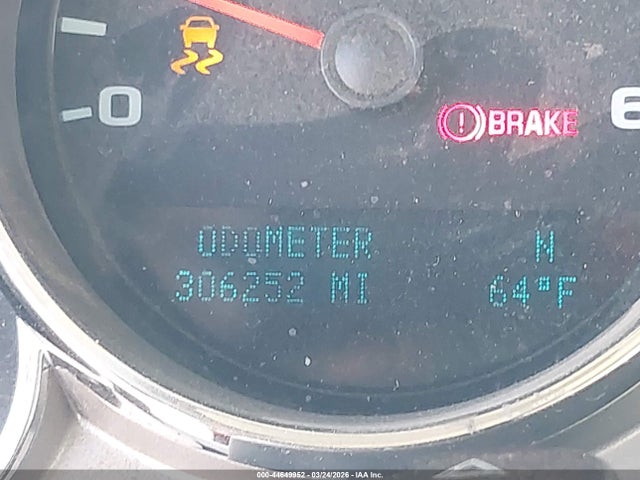 0
BRAKE
6
ODOMETER N
306252 MI 64°F
000-44649952 - 03/24/2026 - IAA Inc.